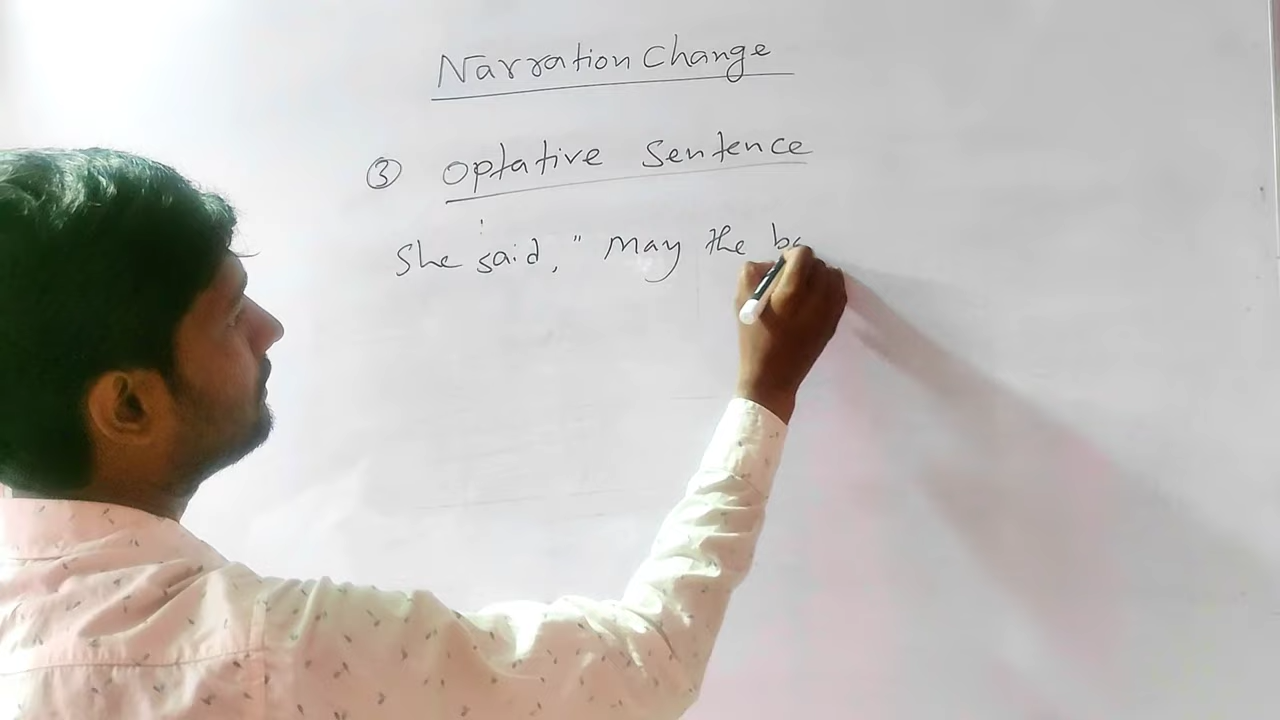 Narration Change
③ Optative Sentence
She said, " May the